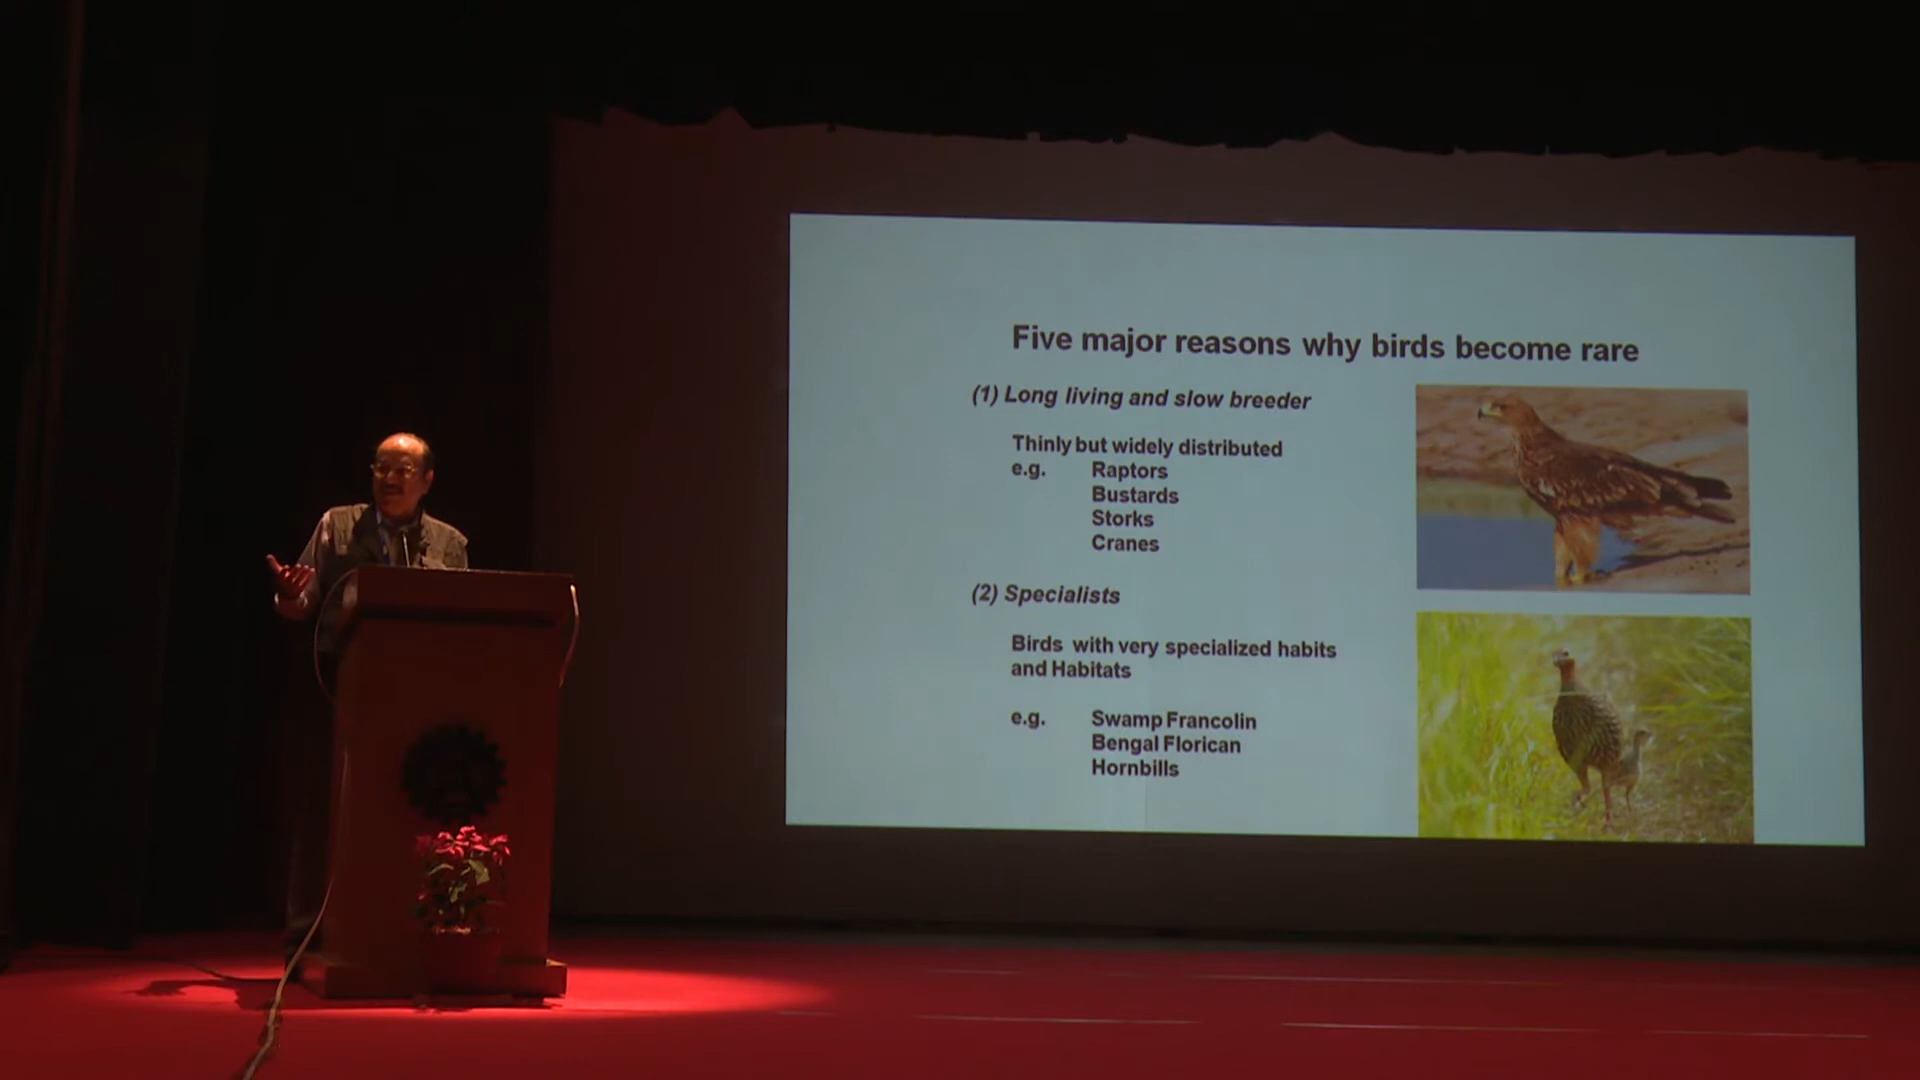 Five major reasons why birds become rare
(1) Long living and slow breeder
Thinly but widely distributed
e.g. Raptors
Bustards
Storks
Cranes
(2) Specialists
Birds with very specialized habits
and Habitats
e.g. Swamp Francolin
Bengal Florican
Hornbills